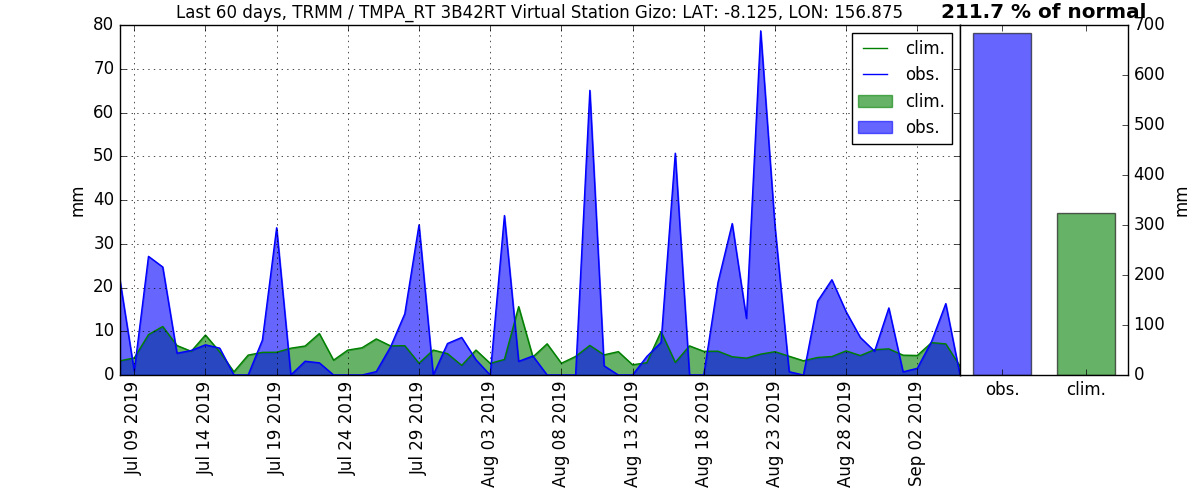 Last 60 days, TRMM / TMPA_RT 3B42RT Virtual Station Gizo: LAT: -8.125, LON: 156.875
211.7 % of normal
80
70
60
50
40
30
20
10
0
mm
clim.
obs.
clim.
obs.
700
600
500
400
300
200
100
0
mm
obs.
clim.
Jul 09 2019
Jul 14 2019
Jul 19 2019
Jul 24 2019
Jul 29 2019
Aug 03 2019
Aug 08 2019
Aug 13 2019
Aug 18 2019
Aug 23 2019
Aug 28 2019
Sep 02 2019